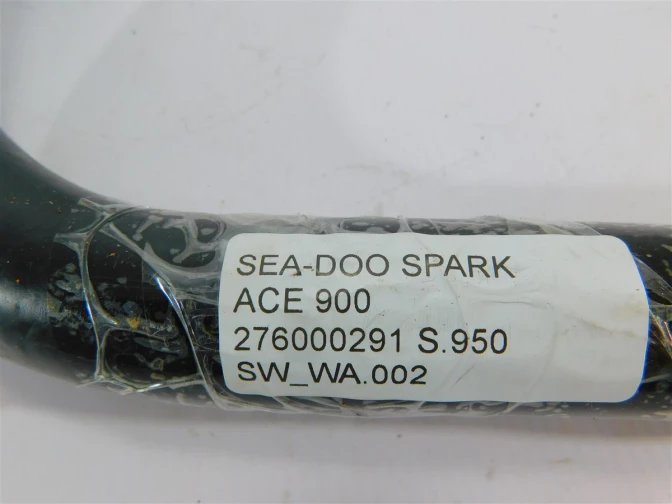 SEA-DOO SPARK
ACE 900
276000291 S.950
SW_WA.002